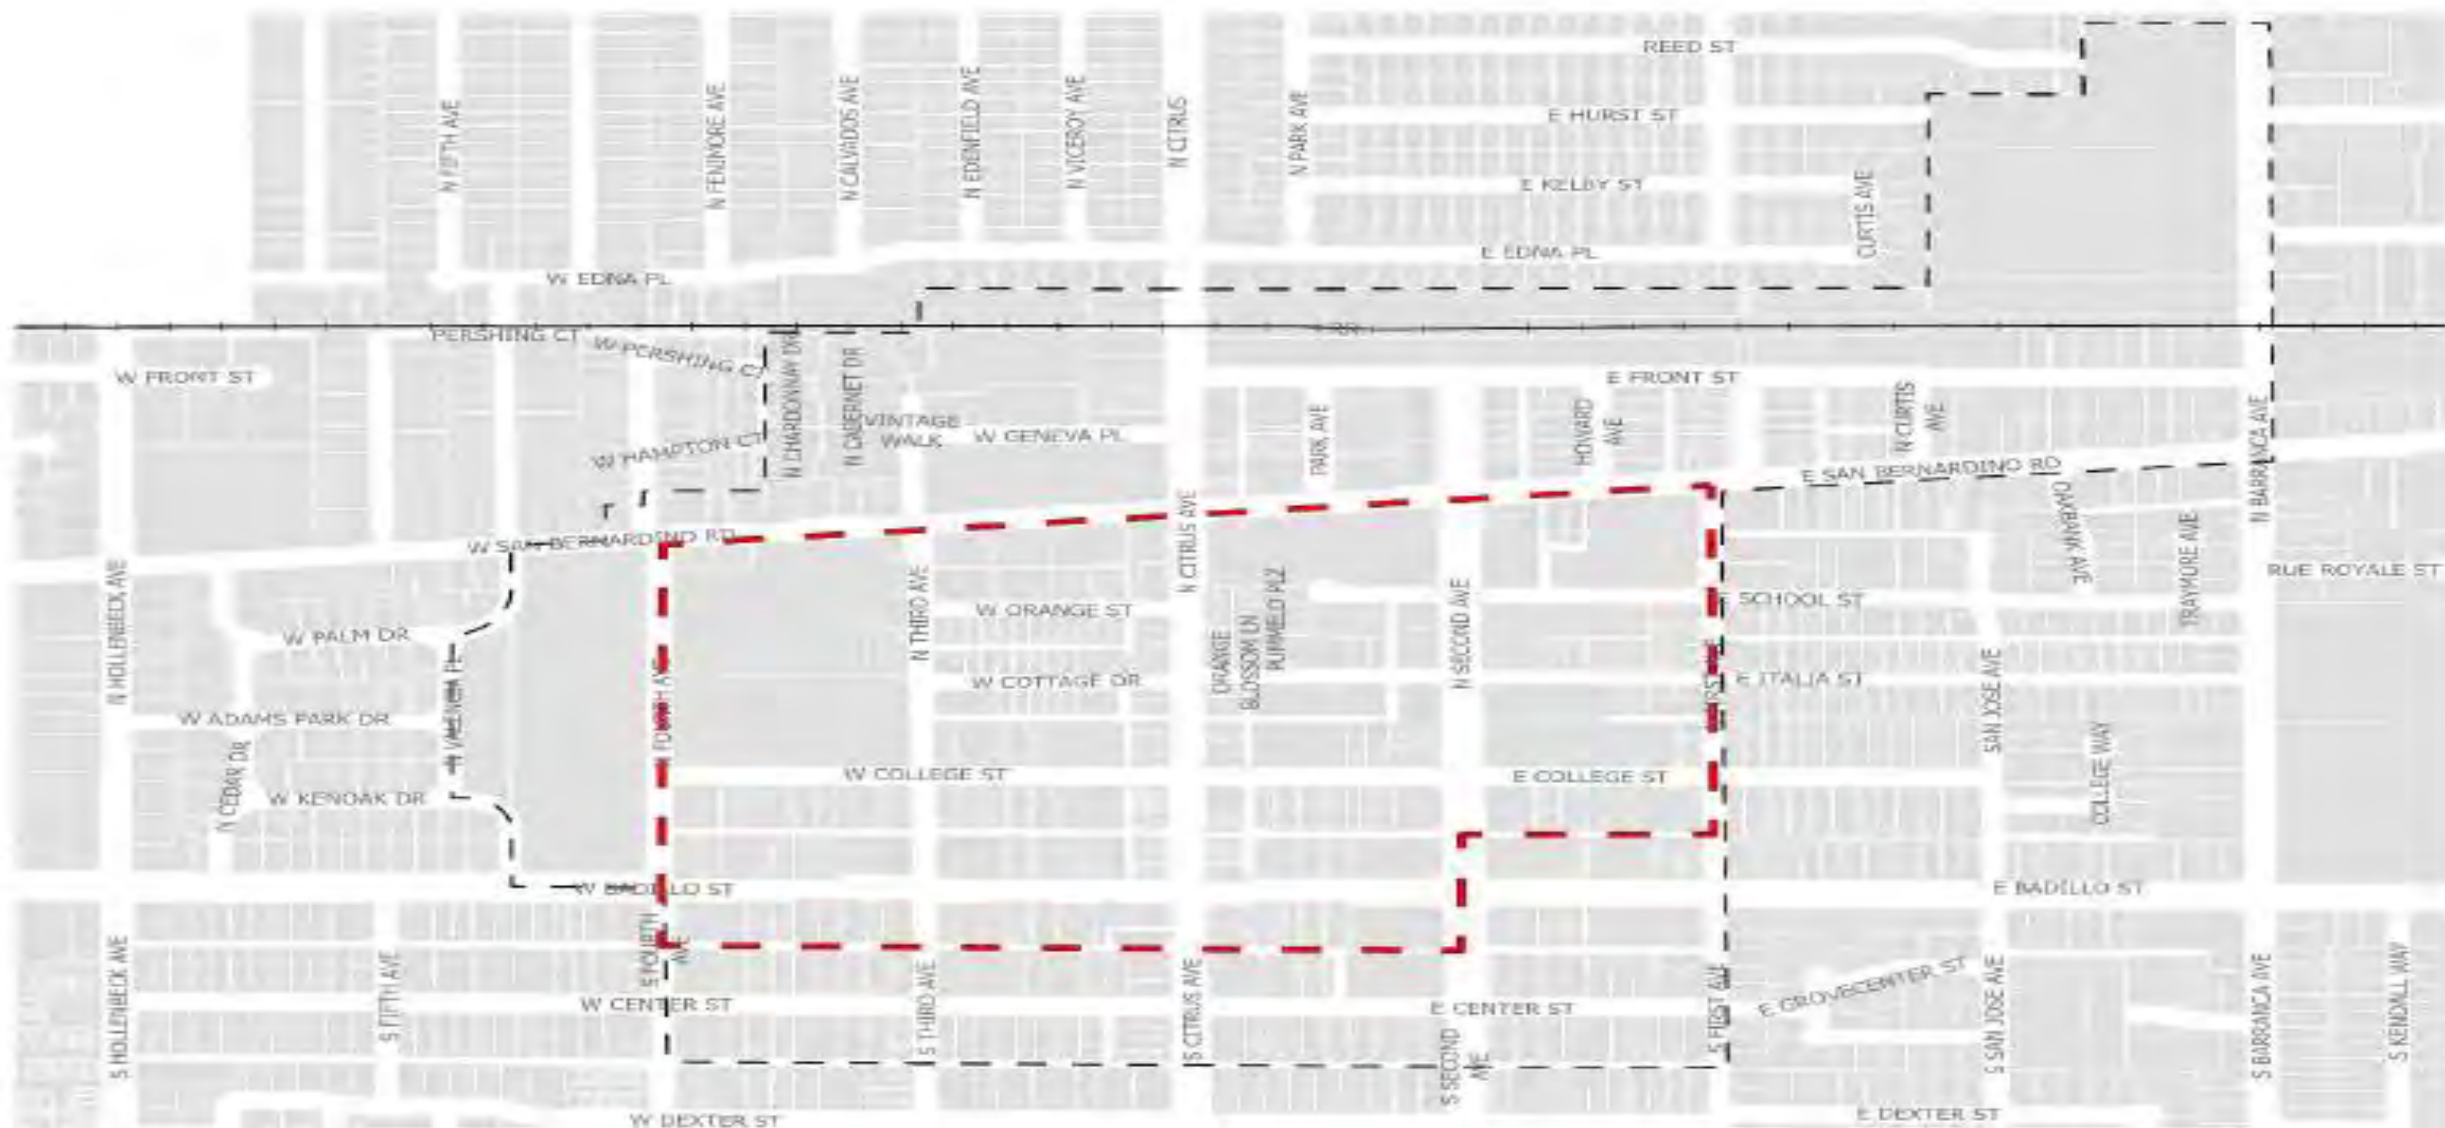 REED ST
N FIFTH AVE
N FENIMORE AVE
N CALVADOS AVE
N EDENFIELD AVE
N VICEROY AVE
N CITRUS
N PARK AVE
E HURST ST
E KELBY ST
CURTIS AVE
E EDNA PL
W EDNA PL
PERSHING CT
W PERSHING CT
W FRONT ST
N CHARDONNAY DR
N CABERNET DR
VINTAGE
WALK
W GENEVA PL
W HAMPTON CT
E FRONT ST
PARK AVE
HOWARD
AVE
N CURTIS
AVE
N BARRANCA AVE
E SAN BERNARDINO RD
W SAN BERNARDINO RD
N CITRUS AVE
OAKBANK AVE
TRAYMORE AVE
RUE ROYALE ST
N HOLLENBECK AVE
W PALM DR
N VALENCIA PL
N FOURTH AVE
N THIRD AVE
W ORANGE ST
W COTTAGE DR
ORANGE
BLOSSOM LN
PUMMELO PLZ
N SECOND AVE
SCHOOL ST
E ITALIA ST
SAN JOSE AVE
W ADAMS PARK DR
N CEDAR DR
W KENOAK DR
W COLLEGE ST
E COLLEGE ST
COLLEGE WAY
W BADILLO ST
E BADILLO ST
S HOLLENBECK AVE
S FIFTH AVE
S FOURTH
AVE
W CENTER ST
S THIRD AVE
S CITRUS AVE
E CENTER ST
S SECOND
AVE
S FIRST AVE
E GROVECENTER ST
S SAN JOSE AVE
S BARRANCA AVE
S KENDALL WAY
W DEXTER ST
E DEXTER ST